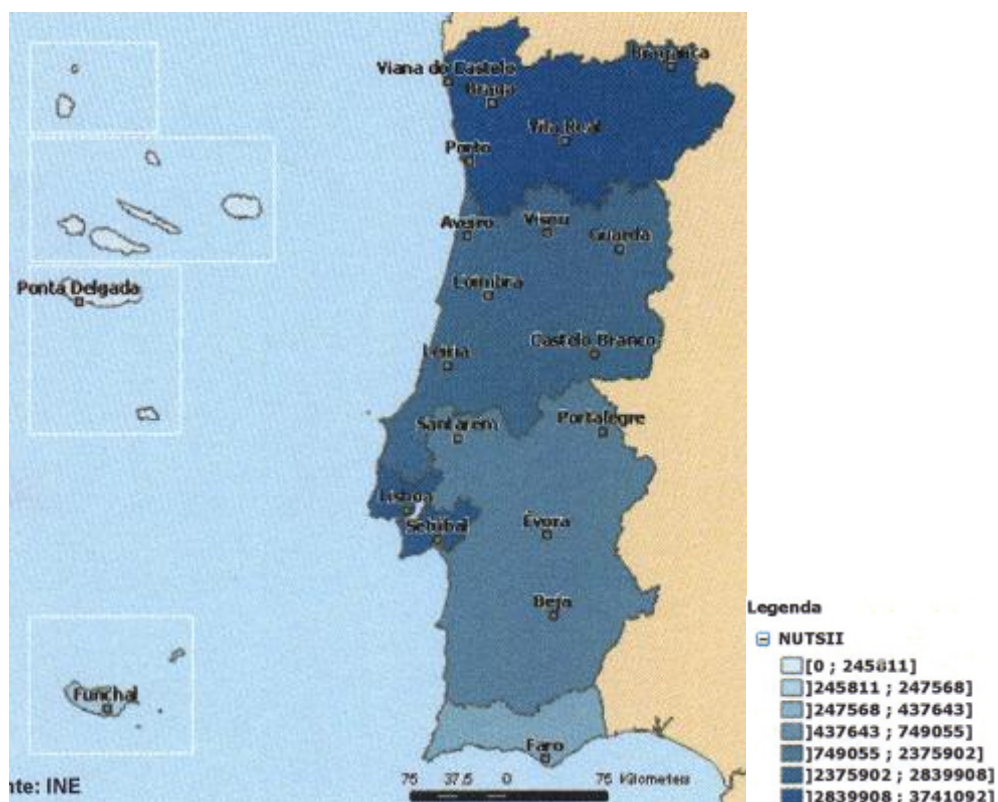 Bragança
Viana do Castelo
Braga
Vila Real
Porto
Aveiro
Viseu
Guarda
Ponta Delgada
Coimbra
Castelo Branco
Leiria
Portalegre
Santarém
Lisboa
Setúbal
Évora
Beja
Legenda
NUTSII
[0 ; 245811]
]245811 ; 247568]
]247568 ; 437643]
]437643 ; 749055]
]749055 ; 2375902]
]2375902 ; 2839908]
]2839908 ; 3741092]
Funchal
Faro
nte: INE
75 37.5 0 75 Kilometers